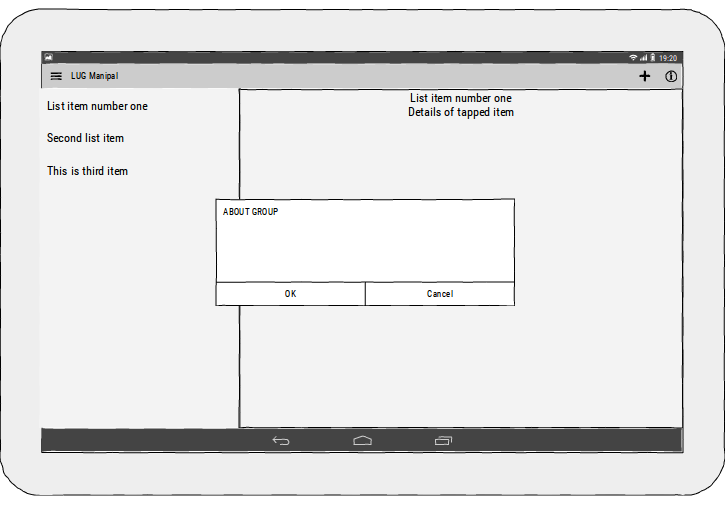 19:20
LUG Manipal
List item number one
Second list item
This is third item
List item number one
Details of tapped item
ABOUT GROUP
OK Cancel